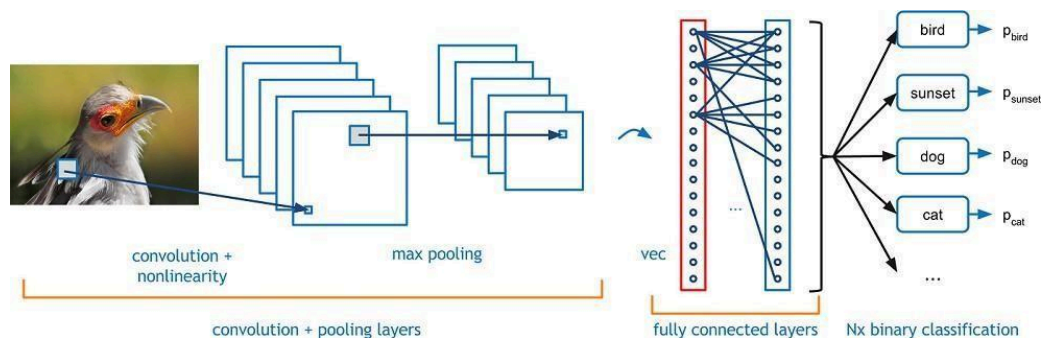 bird
p_bird
sunset
p_sunset
dog
p_dog
cat
p_cat
...
...
convolution +
nonlinearity
max pooling
vec
convolution + pooling layers
fully connected layers
Nx binary classification